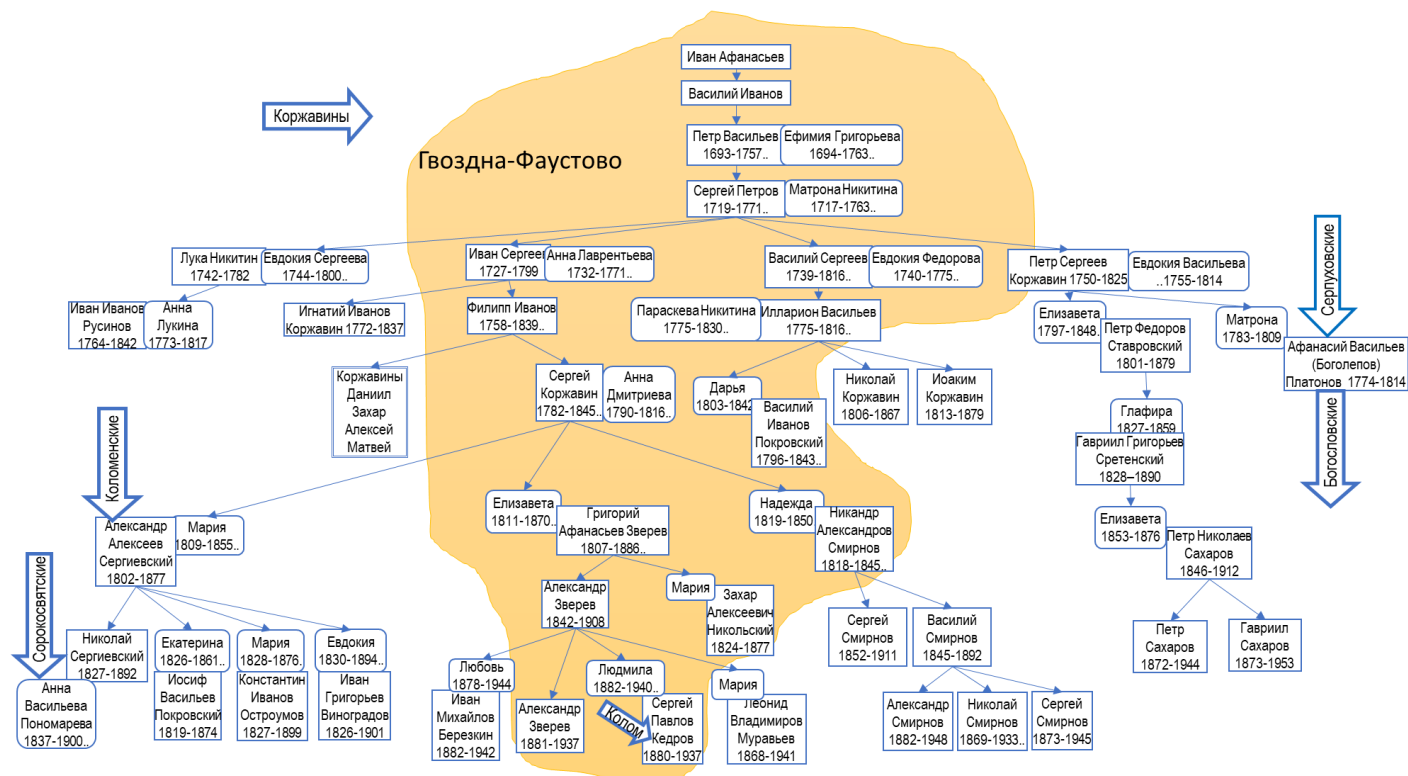 Иван Афанасьев
Василий Иванов
Коржавины
Петр Васильев
1693-1757..
Ефимия Григорьева
1694-1763..
Гвоздна-Фаустово
Сергей Петров
1719-1771..
Матрона Никитина
1717-1763..
Серпуховские
Лука Никитин
1742-1782
Евдокия Сергеева
1744-1800..
Иван Сергеев
1727-1799
Анна Лаврентьева
1732-1771..
Василий Сергеев
1739-1816..
Евдокия Федорова
1740-1775..
Петр Сергеев
Коржавин 1750-1825
Евдокия Васильева
..1755-1814
Иван Иванов
Русинов
1764-1842
Анна
Лукина
1773-1817
Игнатий Иванов
Коржавин 1772-1837
Филипп Иванов
1758-1839..
Параскева Никитина
1775-1830..
Илларион Васильев
1775-1816..
Елизавета
1797-1848..
Петр Федоров
Ставровский
1801-1879
Матрона
1783-1809
Афанасий Васильев
(Боголепов)
Платонов 1774-1814
Коржавины
Даниил
Захар
Алексей
Матвей
Сергей
Коржавин
1782-1845..
Анна
Дмитриева
1790-1816..
Дарья
1803-1842
Василий
Иванов
Покровский
1796-1843..
Николай
Коржавин
1806-1867
Иоаким
Коржавин
1813-1879
Глафира
1827-1859
Гавриил Григорьев
Сретенский
1828–1890
Богословские
Коломенские
Александр
Алексеев
Сергиевский
1802-1877
Мария
1809-1855..
Елизавета
1811-1870..
Григорий
Афанасьев Зверев
1807-1886..
Надежда
1819-1850
Никандр
Александров
Смирнов
1818-1845..
Елизавета
1853-1876
Петр Николаев
Сахаров
1846-1912
Сорокосвятские
Николай
Сергиевский
1827-1892
Анна
Васильева
Пономарева
1837-1900..
Екатерина
1826-1861..
Иосиф
Васильев
Покровский
1819-1874
Мария
1828-1876..
Константин
Иванов
Остроумов
1827-1899
Евдокия
1830-1894..
Иван
Григорьев
Виноградов
1826-1901
Александр
Зверев
1842-1908
Мария
Захар
Алексеевич
Никольский
1824-1877
Сергей
Смирнов
1852-1911
Василий
Смирнов
1845-1892
Петр
Сахаров
1872-1944
Гавриил
Сахаров
1873-1953
Любовь
1878-1944
Иван
Михайлов
Березкин
1882-1942
Александр
Зверев
1881-1937
Людмила
1882-1940..
Колом
Сергей
Павлов
Кедров
1880-1937
Мария
Леонид
Владимиров
Муравьев
1868-1941
Александр
Смирнов
1882-1948
Николай
Смирнов
1869-1933..
Сергей
Смирнов
1873-1945